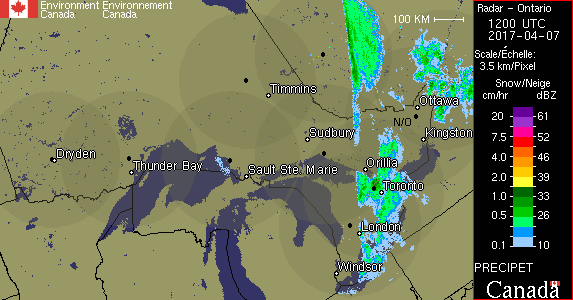 Environment Environnement
Canada Canada
100 KM
Timmins
Ottawa
N/O
Sudbury
Kingston
Dryden
Thunder Bay
Sault Ste. Marie
Orillia
Toronto
London
Windsor
Radar - Ontario
1200 UTC
2017-04-07
Scale/Échelle:
3.5 km/Pixel
Snow/Neige
cm/hr dBZ
20 61
7.5 52
4.0 46
2.0 39
1.0 33
0.5 26
0.1 10
PRECIPET
Canada